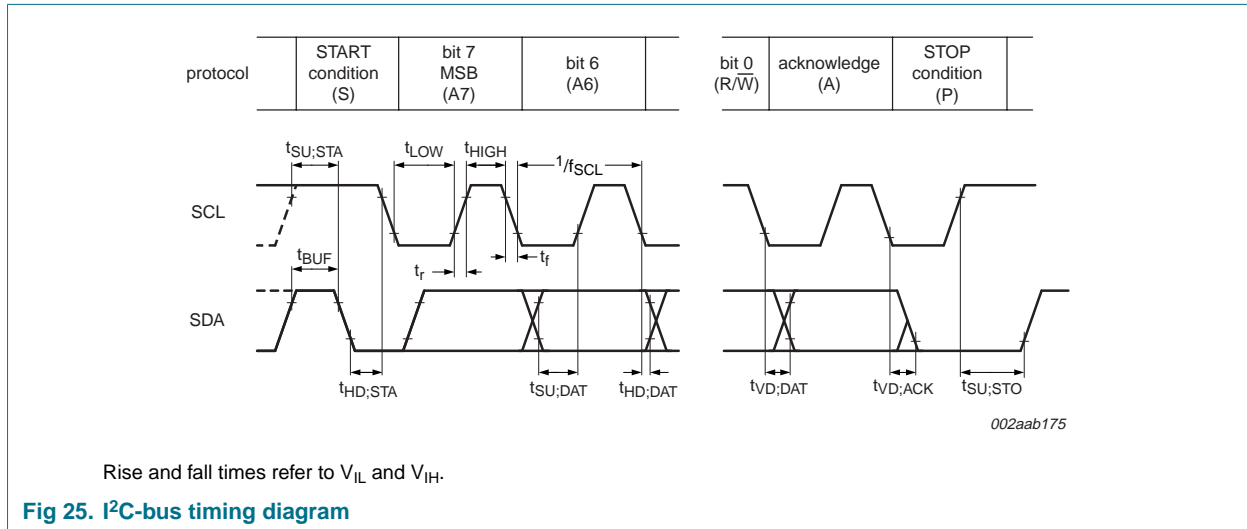 protocol
START
condition
(S)
bit 7
MSB
(A7)
bit 6
(A6)
bit 0
(R/W̅)
acknowledge
(A)
STOP
condition
(P)
tSU;STA
tLOW
tHIGH
1/fSCL
SCL
tBUF
tr
tf
SDA
tHD;STA
tSU;DAT
tHD;DAT
tVD;DAT
tVD;ACK
tSU;STO
002aab175
Rise and fall times refer to VIL and VIH.
Fig 25. I²C-bus timing diagram